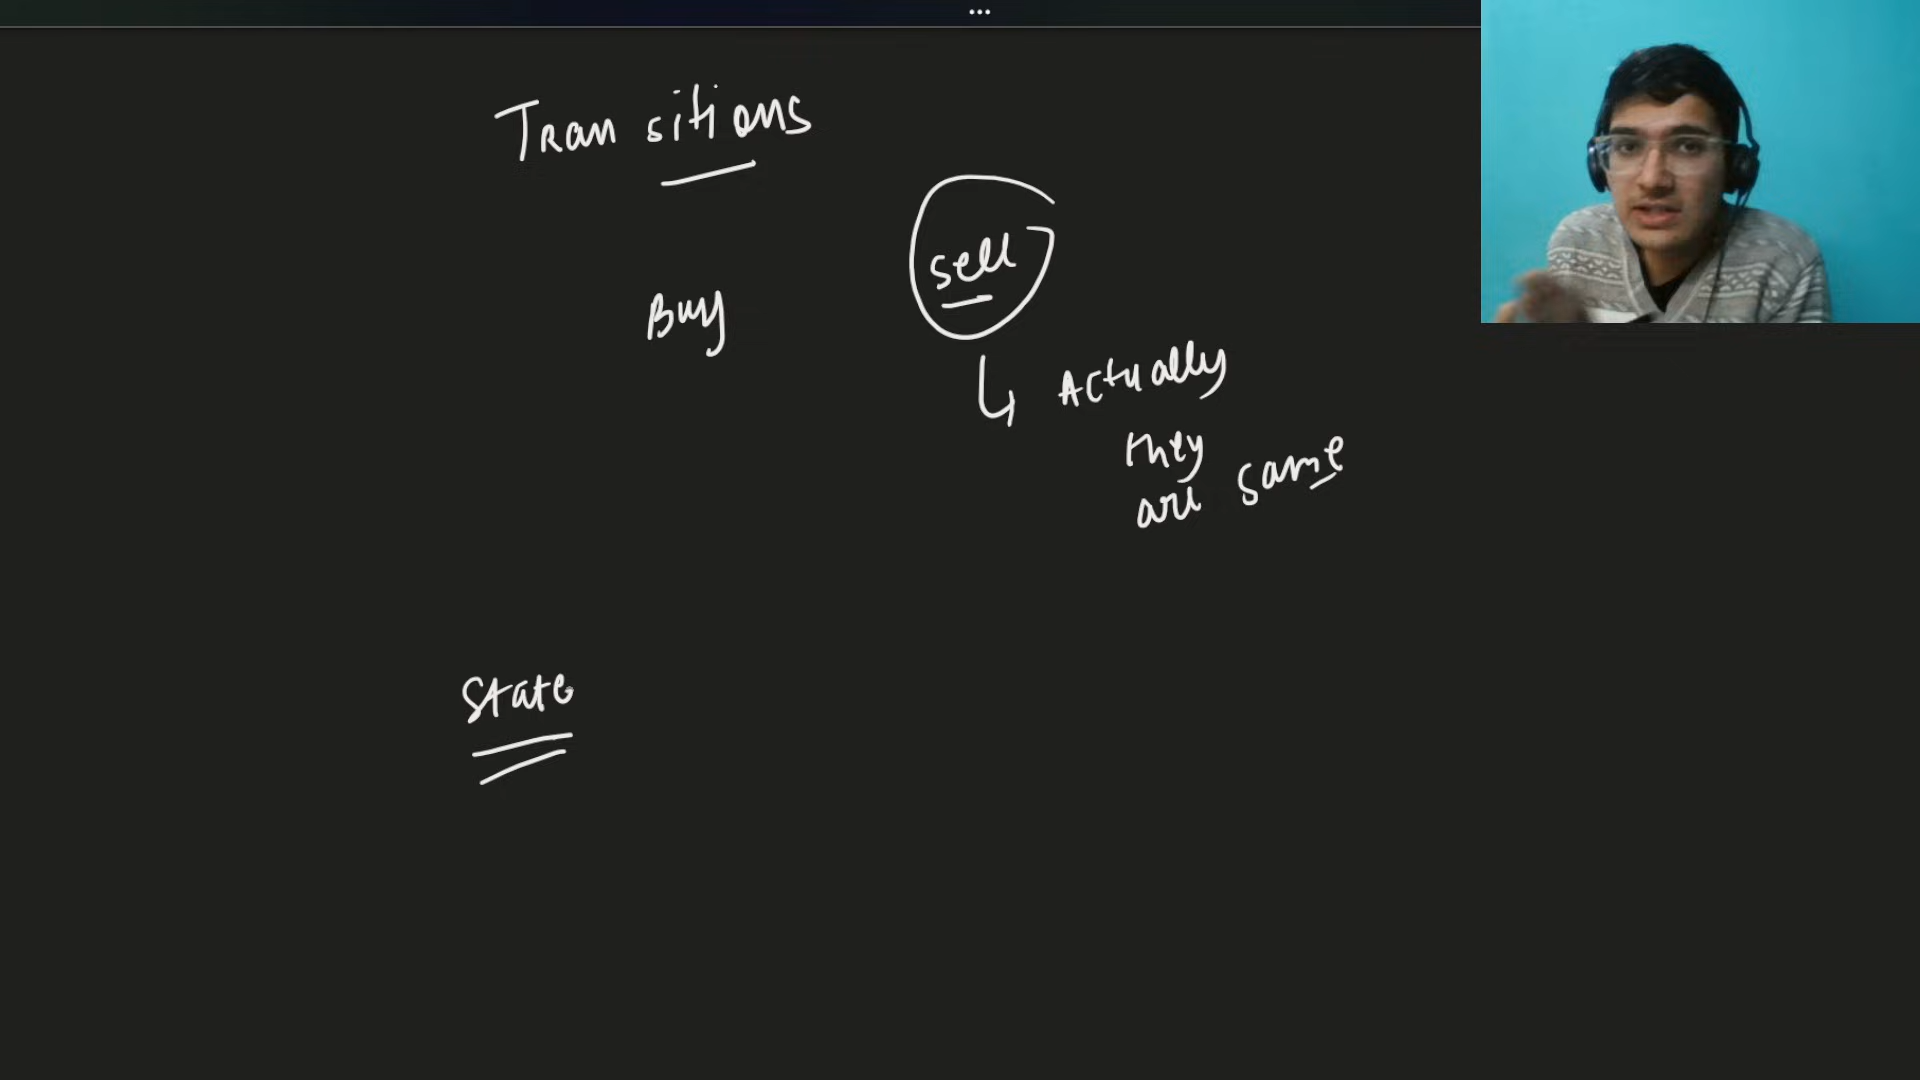 Transitions
Buy
sell
Actually
they
are same
State